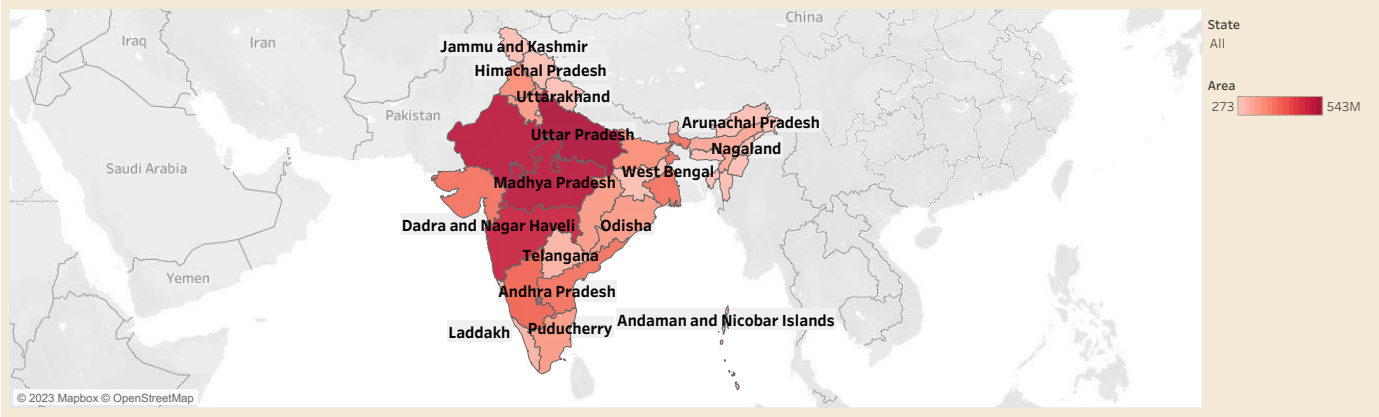 China
Iraq
Iran
Jammu and Kashmir
Himachal Pradesh
Uttarakhand
Pakistan
Arunachal Pradesh
Uttar Pradesh
Nagaland
Saudi Arabia
West Bengal
Madhya Pradesh
Dadra and Nagar Haveli
Odisha
Telangana
Yemen
Andhra Pradesh
Andaman and Nicobar Islands
Laddakh
Puducherry
© 2023 Mapbox © OpenStreetMap
State
All
Area
273 543M